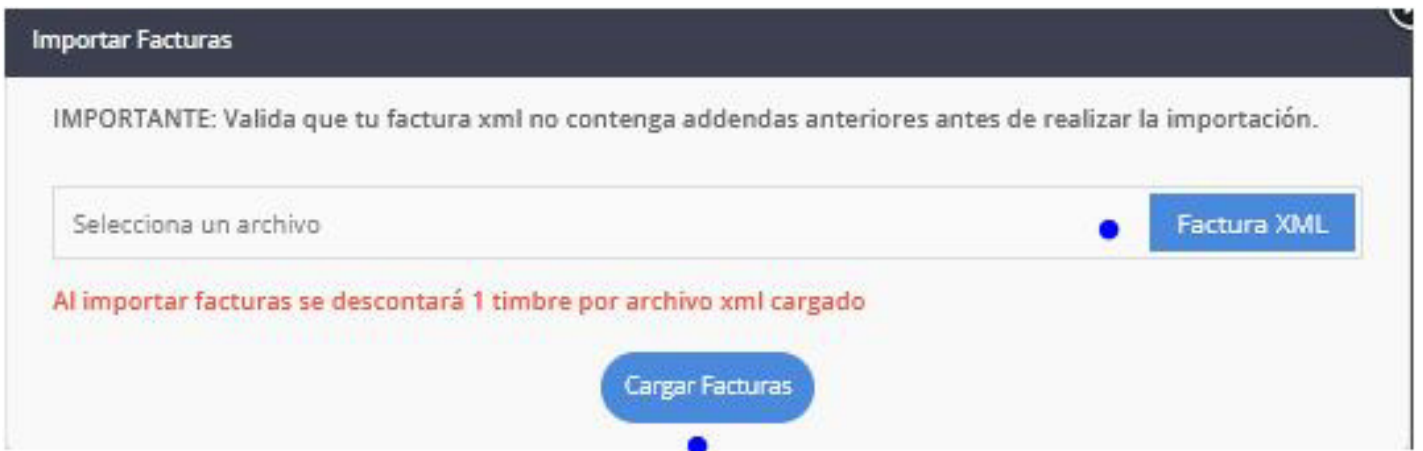 Importar Facturas
IMPORTANTE: Valida que tu factura xml no contenga addendas anteriores antes de realizar la importación.
Selecciona un archivo
Factura XML
Al importar facturas se descontará 1 timbre por archivo xml cargado
Cargar Facturas